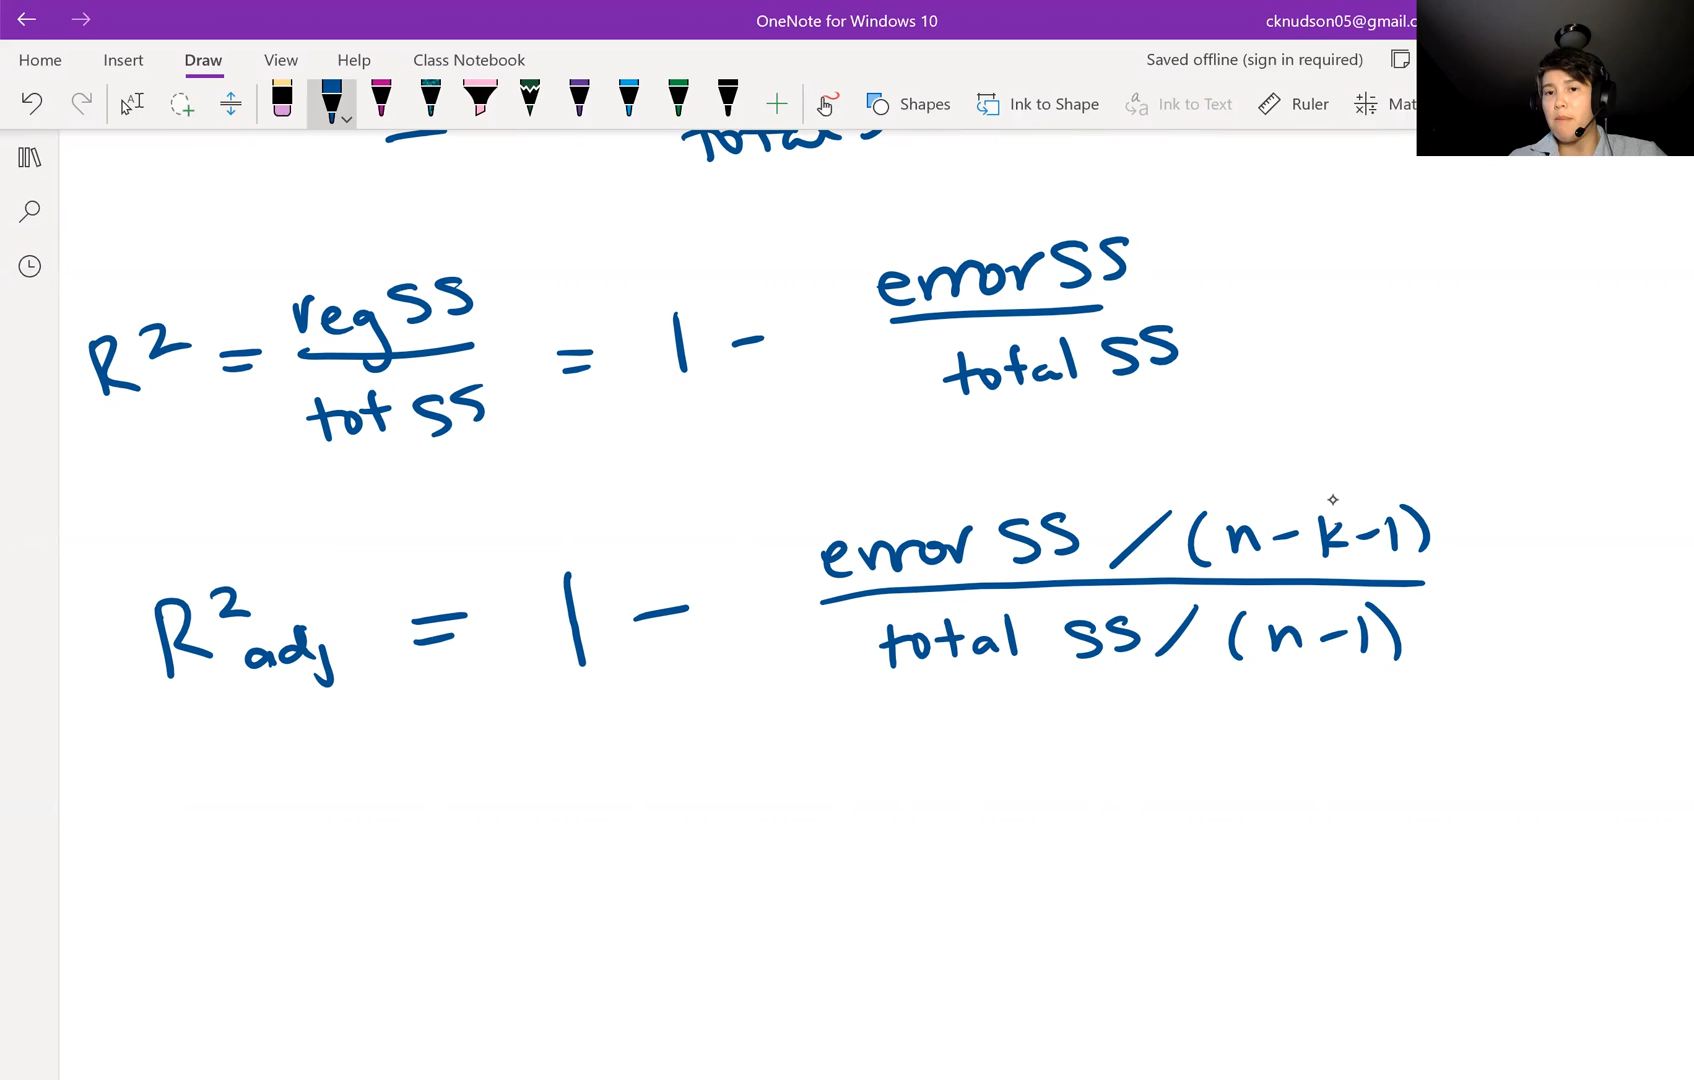 OneNote for Windows 10
cknudson05@gmail.c
Home Insert Draw View Help Class Notebook
Saved offline (sign in required)
Shapes Ink to Shape Ink to Text Ruler Mat
total S
R² = reg SS / tot SS = 1 - error SS / total SS
R²adj = 1 - error SS / (n-k-1) / total SS / (n-1)